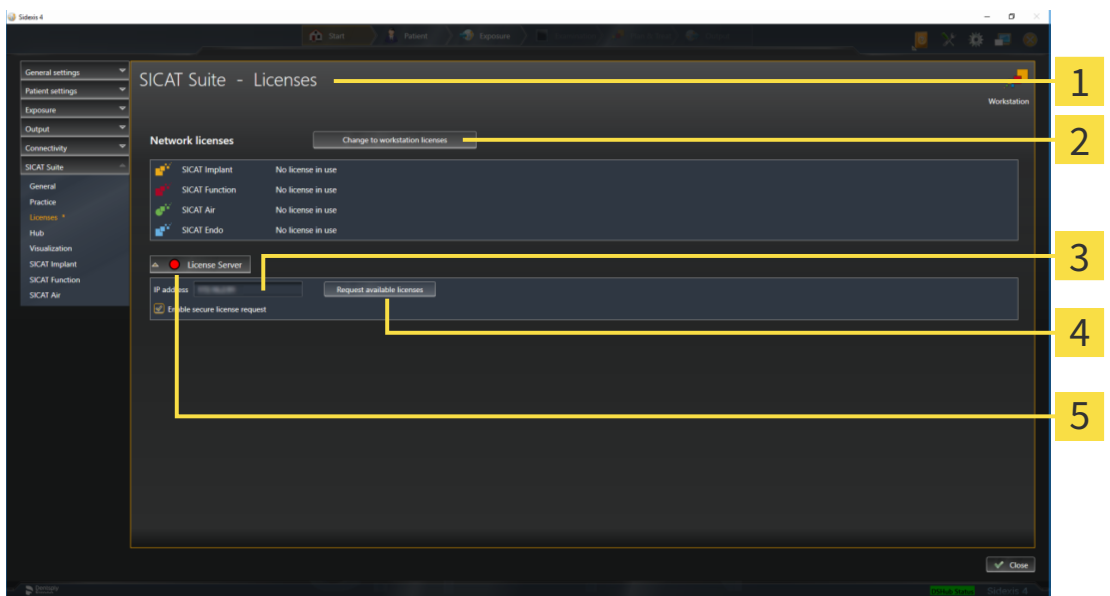 Sidexis 4
Start
Patient
Exposure
General settings
Patient settings
Exposure
Output
Connectivity
SICAT Suite
General
Practice
Licenses *
Hub
Visualization
SICAT Implant
SICAT Function
SICAT Air
SICAT Suite - Licenses
Workstation
Network licenses
Change to workstation licenses
SICAT Implant No license in use
SICAT Function No license in use
SICAT Air No license in use
SICAT Endo No license in use
License Server
IP address
Request available licenses
Enable secure license request
Close
Sidexis 4
1
2
3
4
5